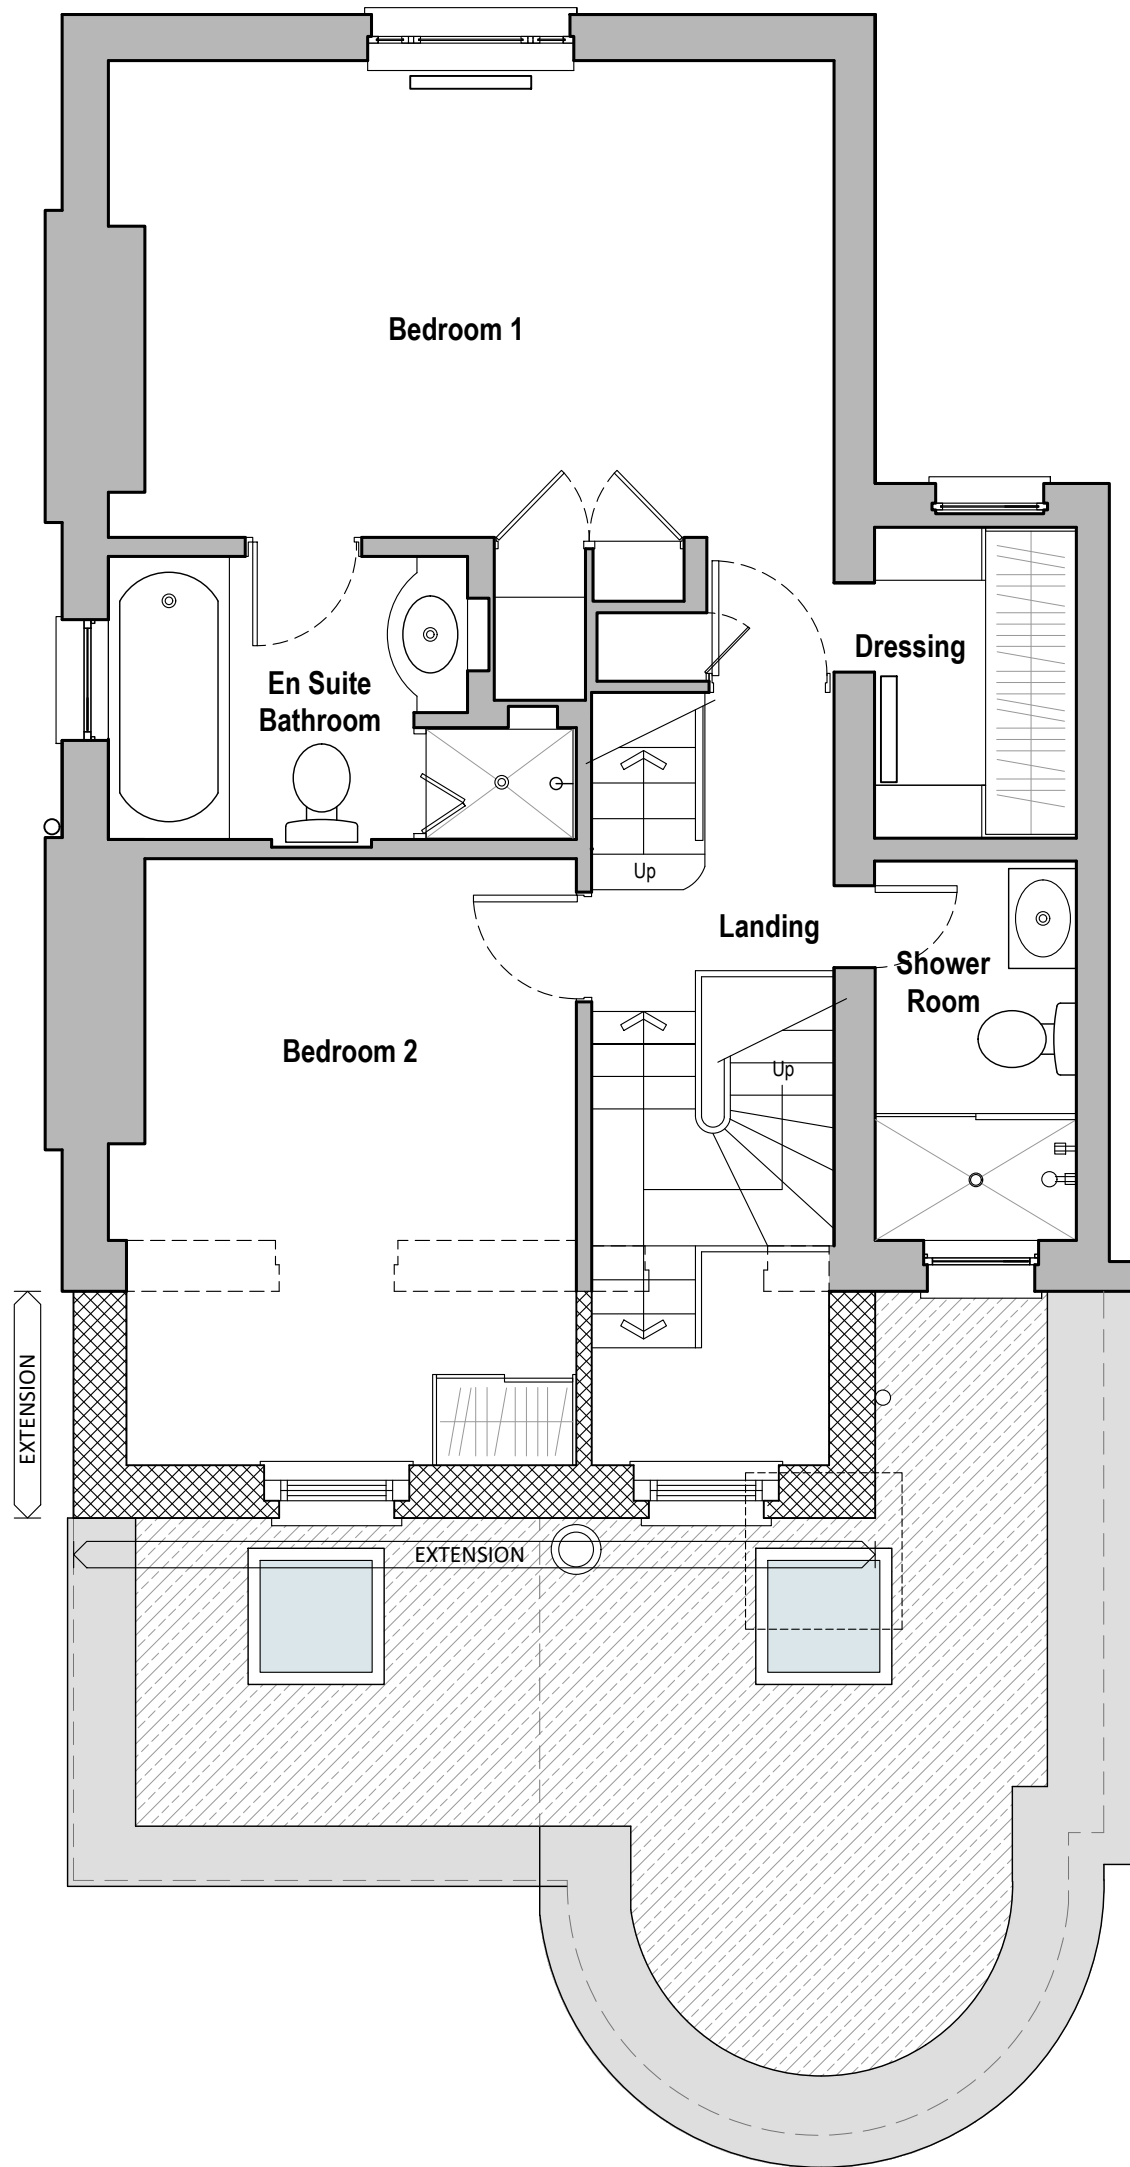 Bedroom 1
Dressing
En Suite
Bathroom
Up
Landing
Shower
Room
Bedroom 2
Up
EXTENSION
EXTENSION